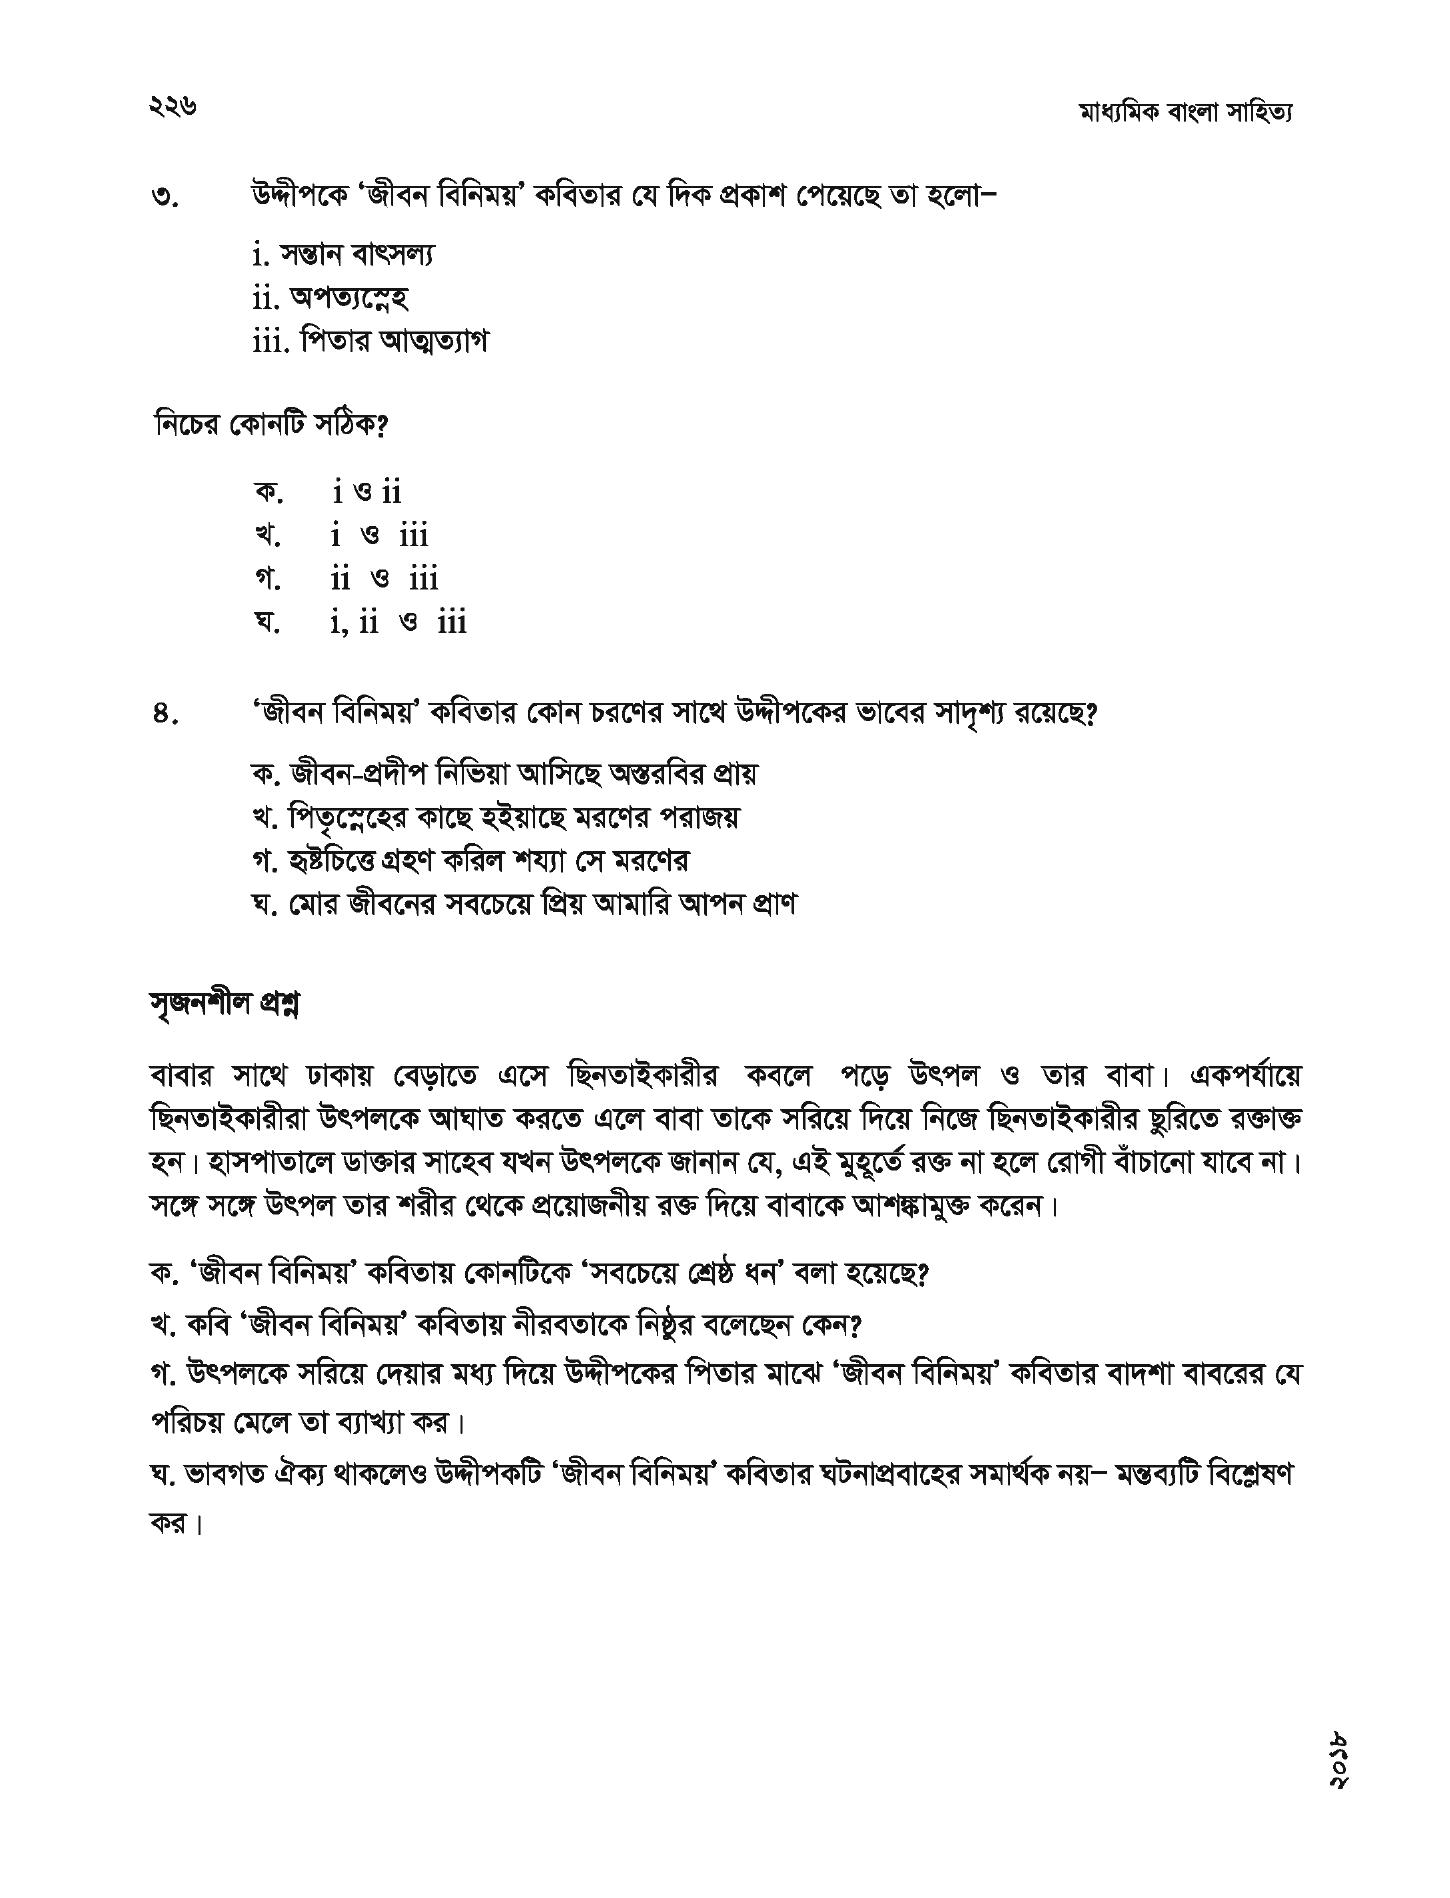 ২২৬
মাধ্যমিক বাংলা সাহিত্য
৩. উদ্দীপকে ‘জীবন বিনিময়’ কবিতার যে দিক প্রকাশ পেয়েছে তা হলো–
i. সন্তান বাৎসল্য
ii. অপত্যস্নেহ
iii. পিতার আত্মত্যাগ
নিচের কোনটি সঠিক?
ক. i ও ii
খ. i ও iii
গ. ii ও iii
ঘ. i, ii ও iii
৪. ‘জীবন বিনিময়’ কবিতার কোন চরণের সাথে উদ্দীপকের ভাবের সাদৃশ্য রয়েছে?
ক. জীবন-প্রদীপ নিভিয়া আসিছে অস্তরবির প্রায়
খ. পিতৃস্নেহের কাছে হইয়াছে মরণের পরাজয়
গ. হৃষ্টচিত্তে গ্রহণ করিল শয্যা সে মরণের
ঘ. মোর জীবনের সবচেয়ে প্রিয় আমারি আপন প্রাণ
সৃজনশীল প্রশ্ন
বাবার সাথে ঢাকায় বেড়াতে এসে ছিনতাইকারীর কবলে পড়ে উৎপল ও তার বাবা। একপর্যায়ে
ছিনতাইকারীরা উৎপলকে আঘাত করতে এলে বাবা তাকে সরিয়ে দিয়ে নিজে ছিনতাইকারীর ছুরিতে রক্তাক্ত
হন। হাসপাতালে ডাক্তার সাহেব যখন উৎপলকে জানান যে, এই মুহূর্তে রক্ত না হলে রোগী বাঁচানো যাবে না।
সঙ্গে সঙ্গে উৎপল তার শরীর থেকে প্রয়োজনীয় রক্ত দিয়ে বাবাকে আশঙ্কামুক্ত করেন।
ক. ‘জীবন বিনিময়’ কবিতায় কোনটিকে ‘সবচেয়ে শ্রেষ্ঠ ধন’ বলা হয়েছে?
খ. কবি ‘জীবন বিনিময়’ কবিতায় নীরবতাকে নিষ্ঠুর বলেছেন কেন?
গ. উৎপলকে সরিয়ে দেয়ার মধ্য দিয়ে উদ্দীপকের পিতার মাঝে ‘জীবন বিনিময়’ কবিতার বাদশা বাবরের যে
পরিচয় মেলে তা ব্যাখ্যা কর।
ঘ. ভাবগত ঐক্য থাকলেও উদ্দীপকটি ‘জীবন বিনিময়’ কবিতার ঘটনাপ্রবাহের সমার্থক নয়– মন্তব্যটি বিশ্লেষণ
কর।
২০১৮